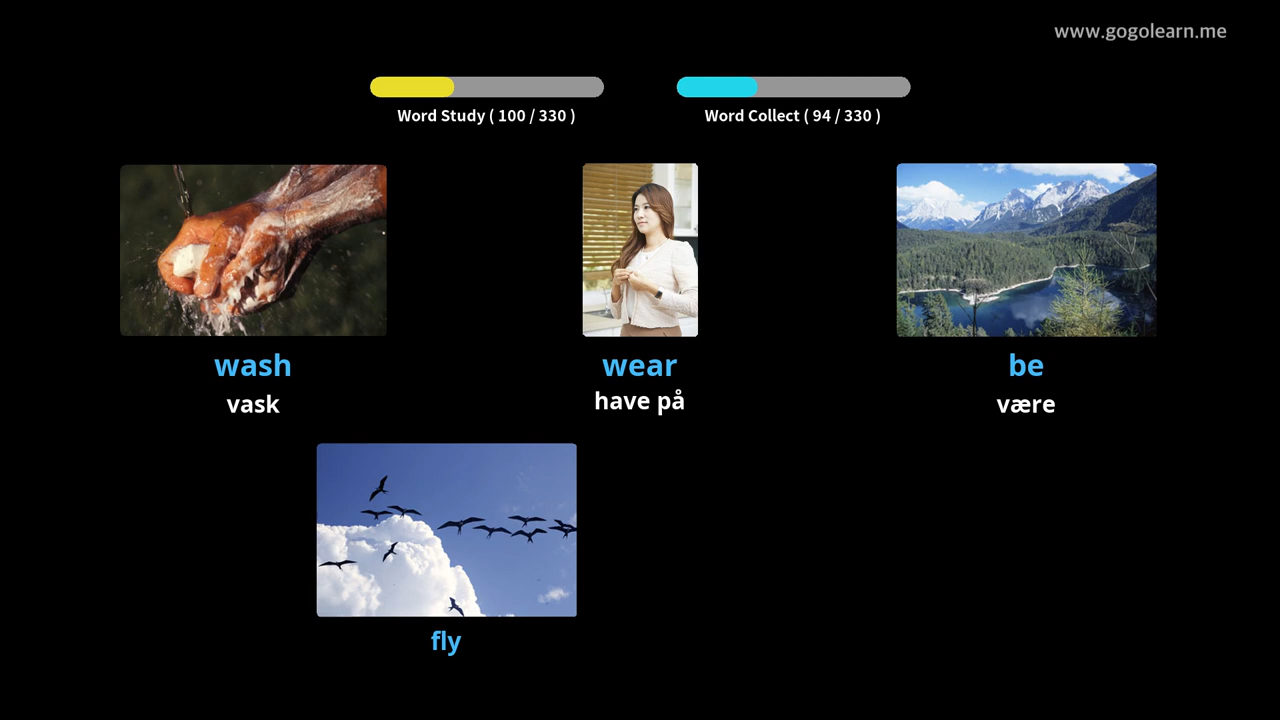 www.gogolearn.me
Word Study ( 100 / 330 )
Word Collect ( 94 / 330 )
wash
vask
wear
have på
be
være
fly